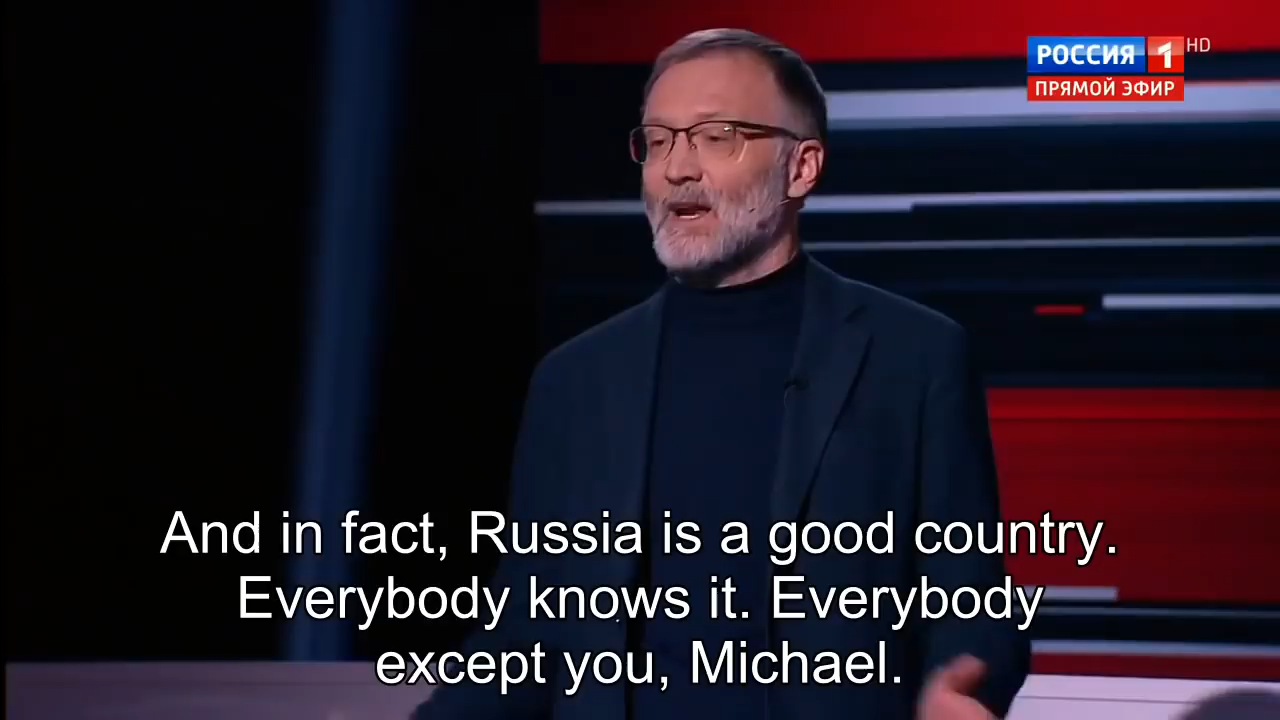 РОССИЯ 1 HD
ПРЯМОЙ ЭФИР
And in fact, Russia is a good country.
Everybody knows it. Everybody
except you, Michael.